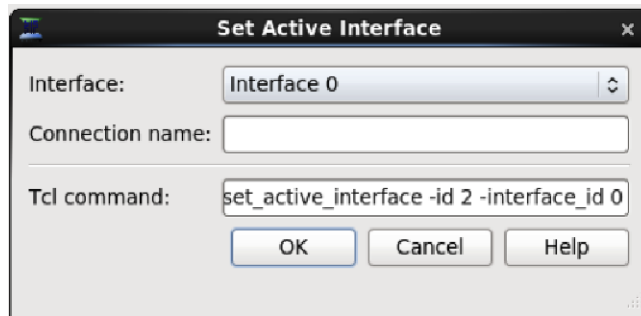 Set Active Interface
Interface: Interface 0
Connection name:
Tcl command: set_active_interface -id 2 -interface_id 0
OK Cancel Help